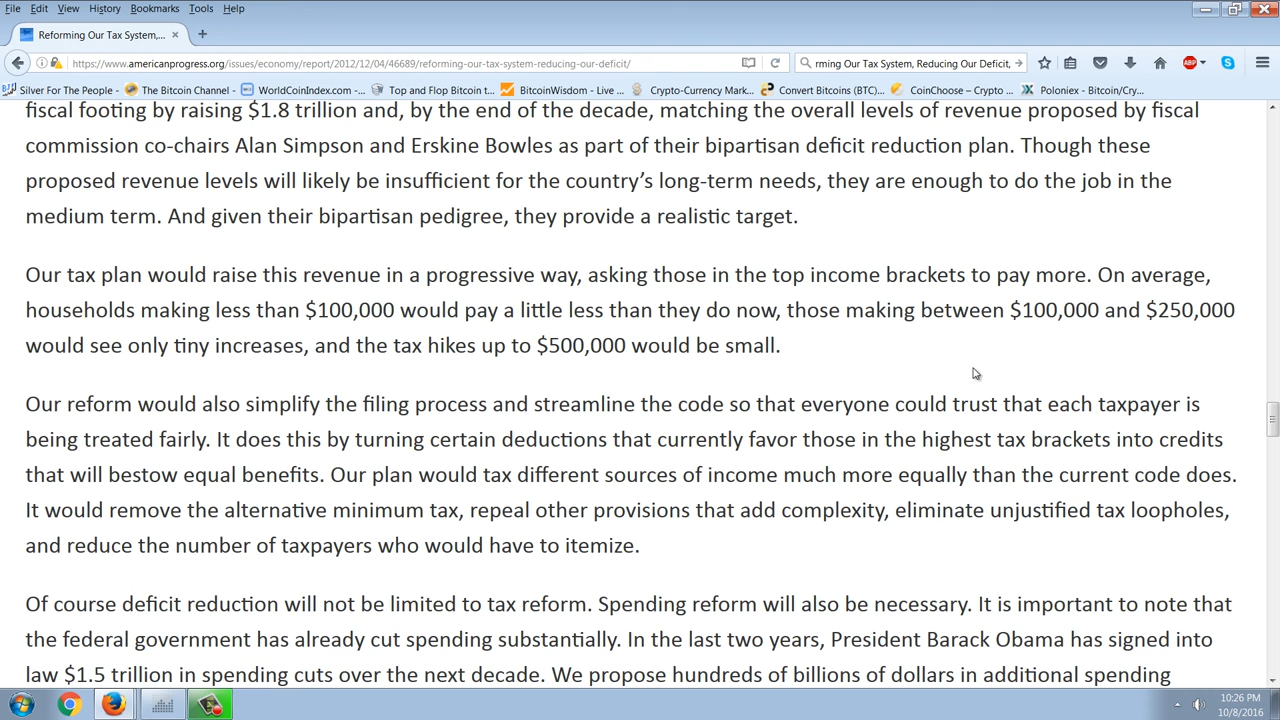 File Edit View History Bookmarks Tools Help
Reforming Our Tax System,... × +
https://www.americanprogress.org/issues/economy/report/2012/12/04/46689/reforming-our-tax-system-reducing-our-deficit/ rming Our Tax System, Reducing Our Deficit, ABP
Silver For The People - The Bitcoin Channel - WorldCoinIndex.com - Top and Flop Bitcoin t... BitcoinWisdom - Live ... Crypto-Currency Mark... Convert Bitcoins (BTC)... CoinChoose – Crypto ... Poloniex - Bitcoin/Cry...
fiscal footing by raising $1.8 trillion and, by the end of the decade, matching the overall levels of revenue proposed by fiscal
commission co-chairs Alan Simpson and Erskine Bowles as part of their bipartisan deficit reduction plan. Though these
proposed revenue levels will likely be insufficient for the country's long-term needs, they are enough to do the job in the
medium term. And given their bipartisan pedigree, they provide a realistic target.
Our tax plan would raise this revenue in a progressive way, asking those in the top income brackets to pay more. On average,
households making less than $100,000 would pay a little less than they do now, those making between $100,000 and $250,000
would see only tiny increases, and the tax hikes up to $500,000 would be small.
Our reform would also simplify the filing process and streamline the code so that everyone could trust that each taxpayer is
being treated fairly. It does this by turning certain deductions that currently favor those in the highest tax brackets into credits
that will bestow equal benefits. Our plan would tax different sources of income much more equally than the current code does.
It would remove the alternative minimum tax, repeal other provisions that add complexity, eliminate unjustified tax loopholes,
and reduce the number of taxpayers who would have to itemize.
Of course deficit reduction will not be limited to tax reform. Spending reform will also be necessary. It is important to note that
the federal government has already cut spending substantially. In the last two years, President Barack Obama has signed into
law $1.5 trillion in spending cuts over the next decade. We propose hundreds of billions of dollars in additional spending
10:26 PM
10/8/2016